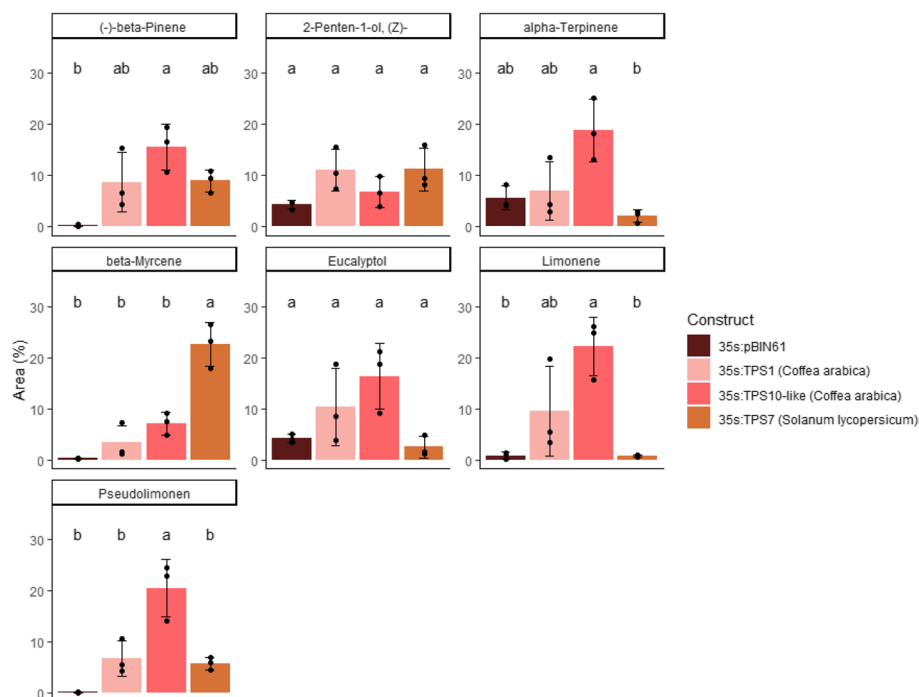 (-)-beta-Pinene
2-Penten-1-ol, (Z)-
alpha-Terpinene
b ab a ab
a a a a
ab ab a b
30
20
10
0
30
20
10
0
30
20
10
0
beta-Myrcene
Eucalyptol
Limonene
b b b a
a a a a
b ab a b
30
20
10
0
30
20
10
0
30
20
10
0
Area (%)
Pseudolimonen
b b a b
30
20
10
0
Construct
35s:pBIN61
35s:TPS1 (Coffea arabica)
35s:TPS10-like (Coffea arabica)
35s:TPS7 (Solanum lycopersicum)